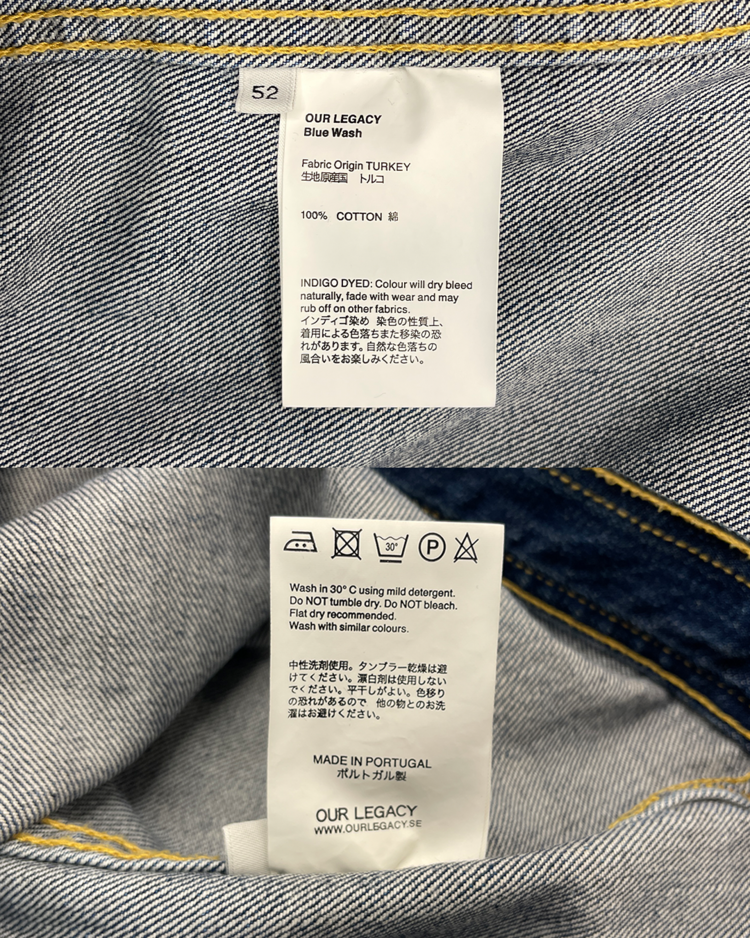 52
OUR LEGACY
Blue Wash
Fabric Origin TURKEY
生地原産国 トルコ
100% COTTON 綿
INDIGO DYED: Colour will dry bleed
naturally, fade with wear and may
rub off on other fabrics.
インディゴ染め 染色の性質上、
着用による色落ちまた移染の恐
れがあります。自然な色落ちの
風合いをお楽しみください。
30°
P
Wash in 30° C using mild detergent.
Do NOT tumble dry. Do NOT bleach.
Flat dry recommended.
Wash with similar colours.
中性洗剤使用。タンブラー乾燥は避
けてください。漂白剤は使用しない
でください。平干しがよい。色移り
の恐れがあるので 他の物とのお洗
濯はお避けください。
MADE IN PORTUGAL
ポルトガル製
OUR LEGACY
WWW.OURLEGACY.SE